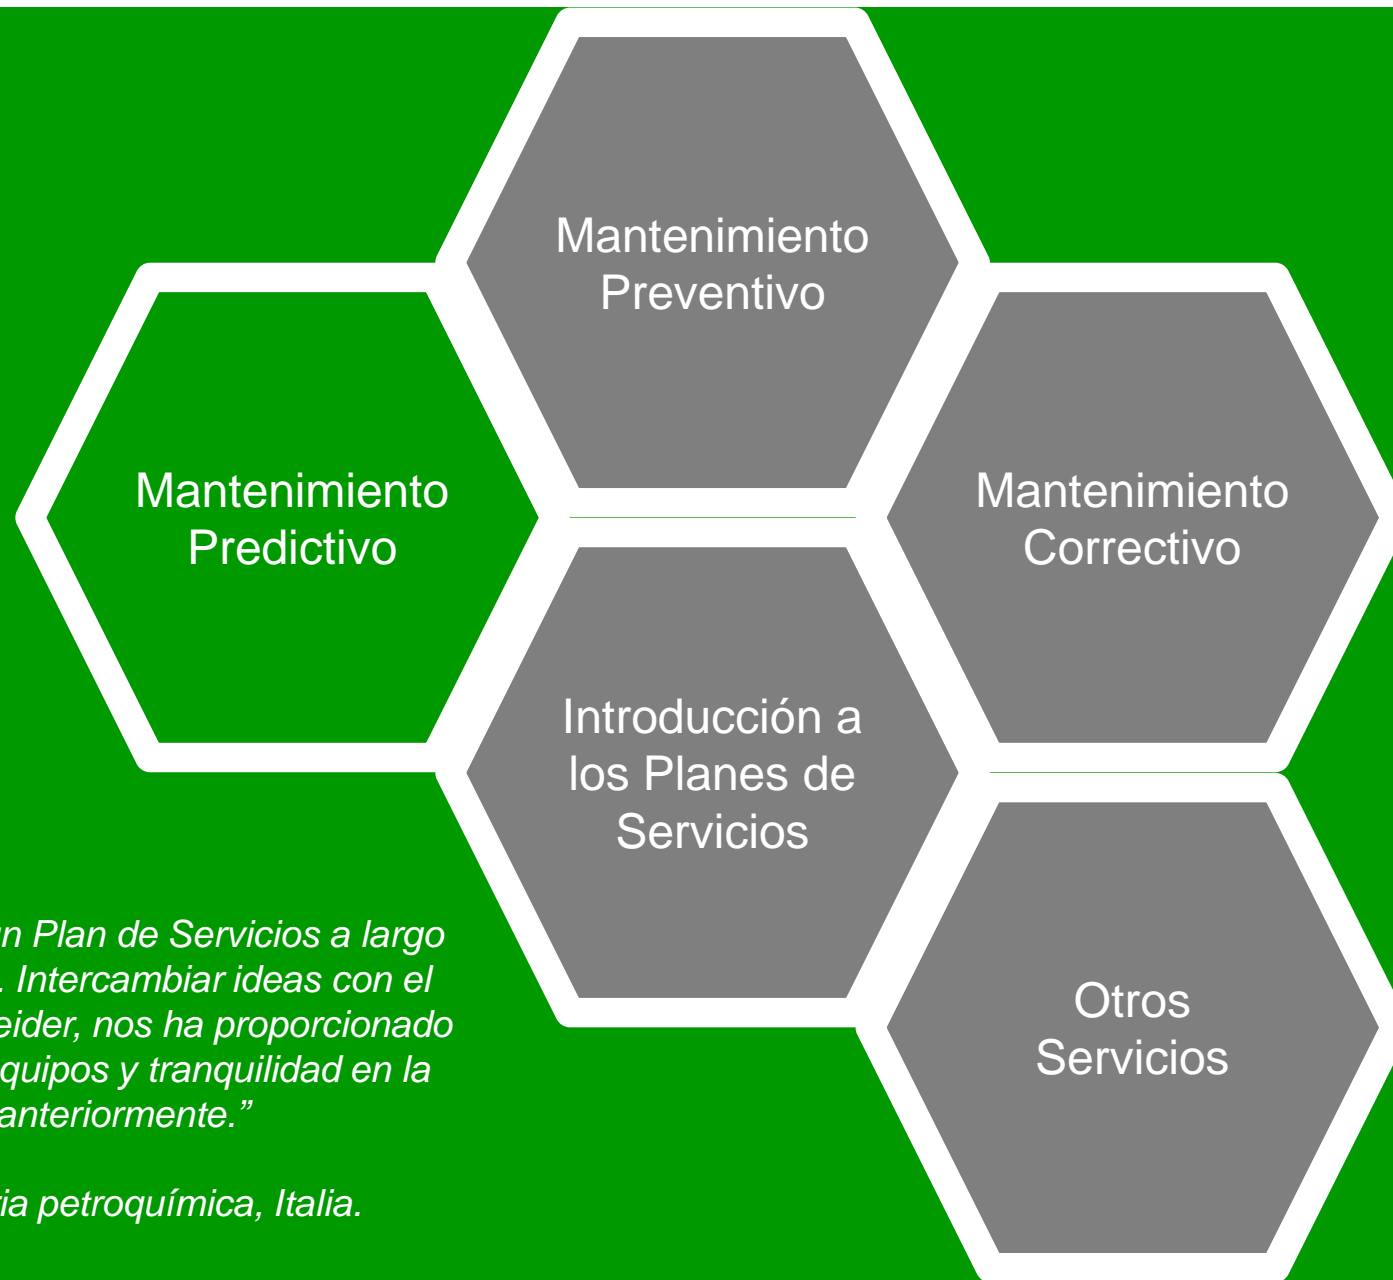 Mantenimiento
Preventivo
Mantenimiento
Predictivo
Mantenimiento
Correctivo
Introducción a
los Planes de
Servicios
Plan de Servicios a largo
. Intercambiar ideas con el
nos ha proporcionado
y tranquilidad en la
anteriormente.”
petroquímica, Italia.
Otros
Servicios